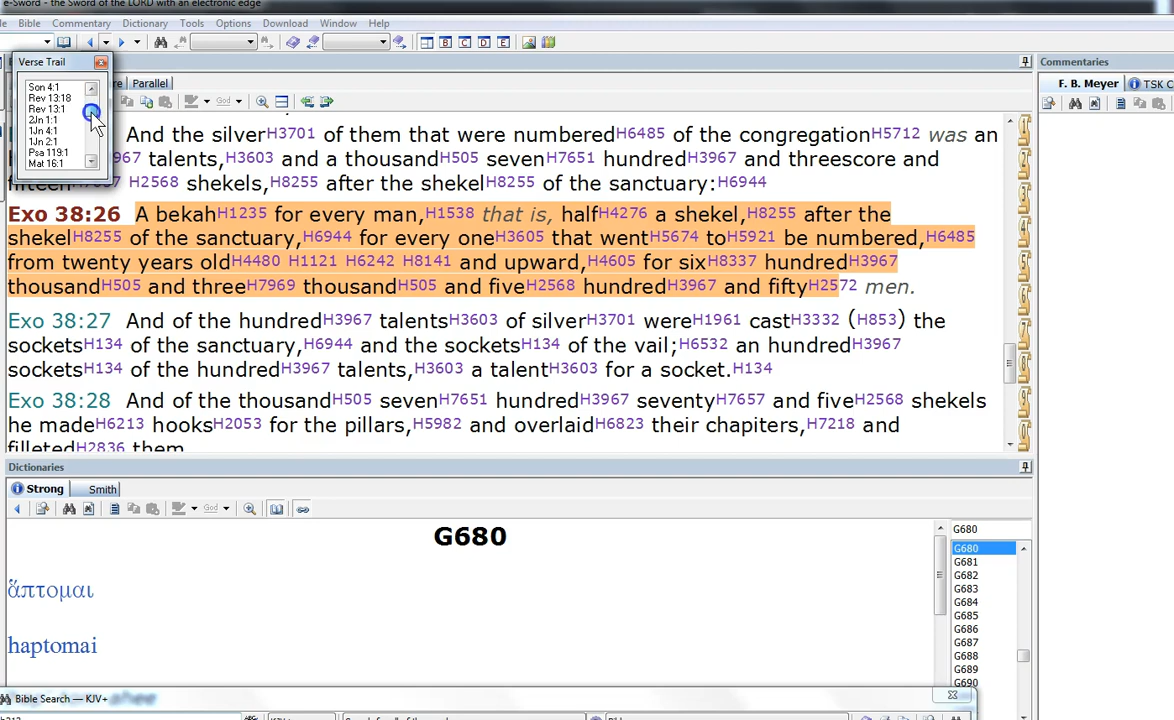 e-Sword - the Sword of the LORD with an electronic edge
Bible Commentary Dictionary Tools Options Download Window Help
B C D E
Verse Trail
Son 4:1
Rev 13:18
Rev 13:1
2Jn 1:1
1Jn 4:1
1Jn 2:1
Psa 119:1
Mat 16:1
Parallel
God
And the silverH3701 of them that were numberedH6485 of the congregationH5712 was an
talents,H3603 and a thousandH505 sevenH7651 hundredH3967 and threescore and
H2568 shekels,H8255 after the shekelH8255 of the sanctuary:H6944
Exo 38:26 A bekahH1235 for every man,H1538 that is, halfH4276 a shekel,H8255 after the
shekelH8255 of the sanctuary,H6944 for every oneH3605 that wentH5674 toH5921 be numbered,H6485
from twenty years oldH4480 H1121 H6242 H8141 and upward,H4605 for sixH8337 hundredH3967
thousandH505 and threeH7969 thousandH505 and fiveH2568 hundredH3967 and fiftyH2572 men.
Exo 38:27 And of the hundredH3967 talentsH3603 of silverH3701 wereH1961 castH3332 (H853) the
socketsH134 of the sanctuary,H6944 and the socketsH134 of the vail;H6532 an hundredH3967
socketsH134 of the hundredH3967 talents,H3603 a talentH3603 for a socket.H134
Exo 38:28 And of the thousandH505 sevenH7651 hundredH3967 seventyH7657 and fiveH2568 shekels
he madeH6213 hooksH2053 for the pillars,H5982 and overlaidH6823 their chapiters,H7218 and
filletedH2836 them.
Commentaries
F. B. Meyer TSK C
Dictionaries
Strong Smith
God
G680
ἅπτομαι
haptomai
G680
G680
G681
G682
G683
G684
G685
G686
G687
G688
G689
G690
Bible Search — KJV+